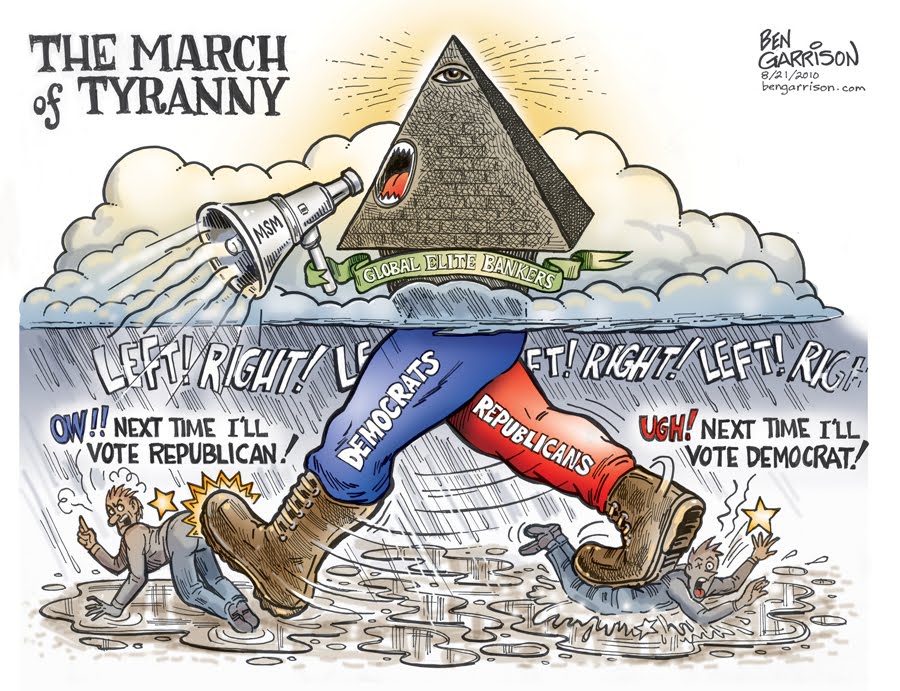 THE MARCH
of TYRANNY
BEN
GARRISON
8/21/2010
bengarrison.com
MSM
GLOBAL ELITE BANKERS
LEFT! RIGHT! LE FT! RIGHT! LEFT! RIGH
DEMOCRATS
REPUBLICANS
OW!! NEXT TIME I'LL
VOTE REPUBLICAN!
UGH! NEXT TIME I'LL
VOTE DEMOCRAT!